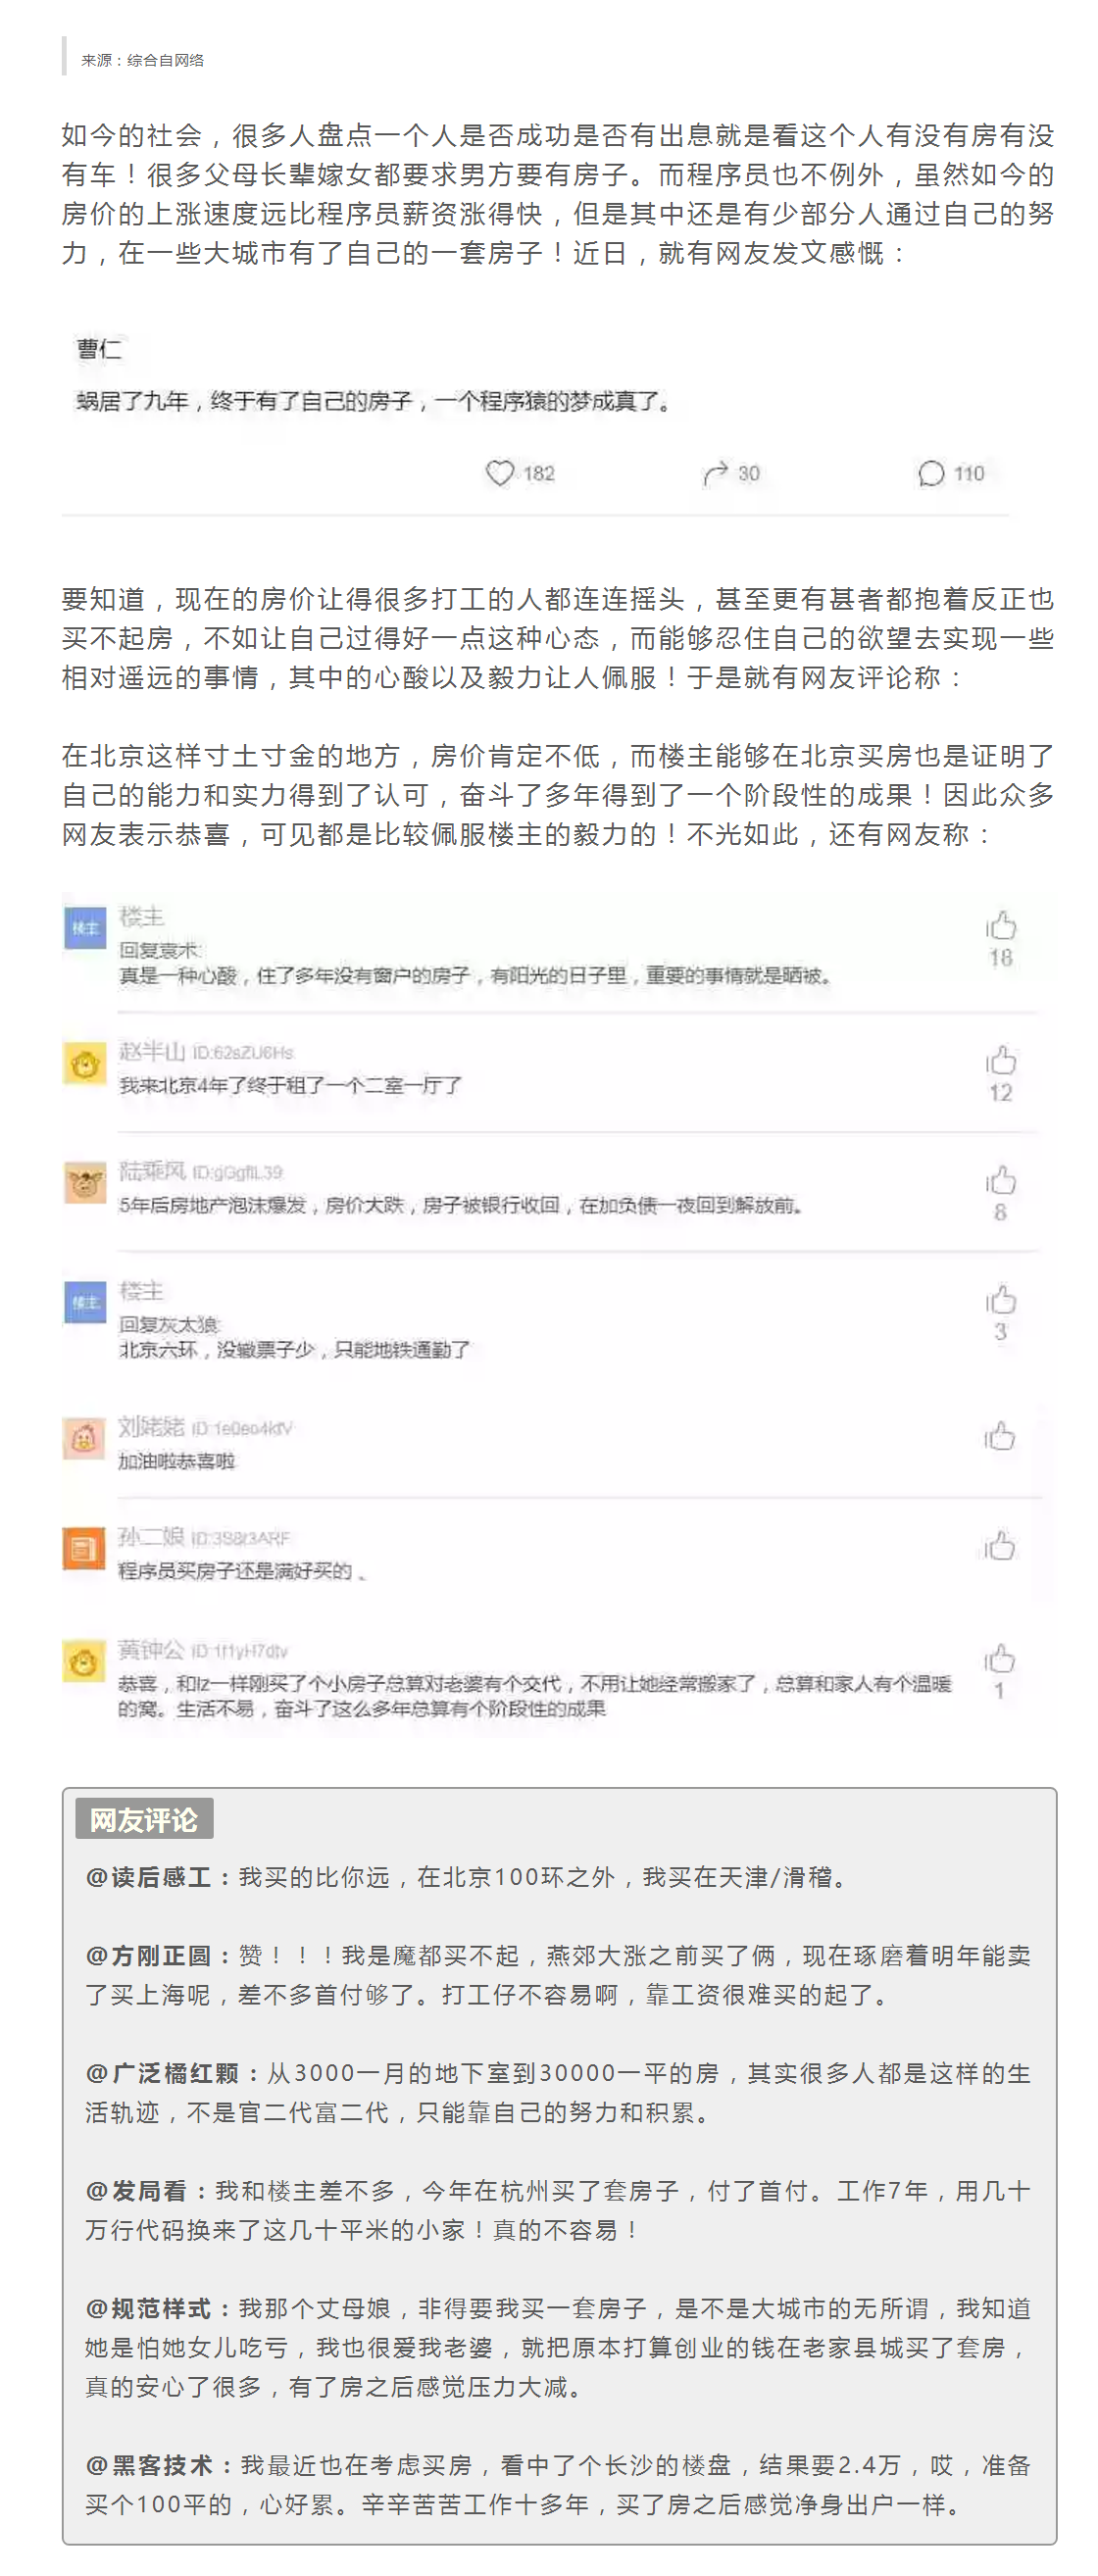 来源：综合自网络
如今的社会，很多人盘点一个人是否成功是否有出息就是看这个人有没有房有没
有车！很多父母长辈嫁女都要求男方要有房子。而程序员也不例外，虽然如今的
房价的上涨速度远比程序员薪资涨得快，但是其中还是有少部分人通过自己的努
力，在一些大城市有了自己的一套房子！近日，就有网友发文感慨：
曹仁
蜗居了九年，终于有了自己的房子，一个程序猿的梦成真了。
182 30 110
要知道，现在的房价让得很多打工的人都连连摇头，甚至更有甚者都抱着反正也
买不起房，不如让自己过得好一点这种心态，而能够忍住自己的欲望去实现一些
相对遥远的事情，其中的心酸以及毅力让人佩服！于是就有网友评论称：
在北京这样寸土寸金的地方，房价肯定不低，而楼主能够在北京买房也是证明了
自己的能力和实力得到了认可，奋斗了多年得到了一个阶段性的成果！因此众多
网友表示恭喜，可见都是比较佩服楼主的毅力的！不光如此，还有网友称：
楼主 楼主
回复袁术:
真是一种心酸，住了多年没有窗户的房子，有阳光的日子里，重要的事情就是晒被。
18
赵半山 ID:62sZU6Hs
我来北京4年了终于租了一个二室一厅了
12
陆乘风
5年后房地产泡沫爆发，房价大跌，房子被银行收回，在加负债一夜回到解放前。
8
楼主 楼主
回复灰太狼:
北京六环，没辙票子少，只能地铁通勤了
3
刘姥姥
加油啦恭喜啦
孙二娘 ID:3S8r3ARF
程序员买房子还是满好买的 。
黄钟公 ID:1f1yH7dtv
恭喜，和lz一样刚买了个小房子总算对老婆有个交代，不用让她经常搬家了，总算和家人有个温暖
的窝。生活不易，奋斗了这么多年总算有个阶段性的成果
1
网友评论
@读后感工：我买的比你远，在北京100环之外，我买在天津/滑稽。
@方刚正圆：赞！！！我是魔都买不起，燕郊大涨之前买了俩，现在琢磨着明年能卖
了买上海呢，差不多首付够了。打工仔不容易啊，靠工资很难买的起了。
@广泛橘红颗：从3000一月的地下室到30000一平的房，其实很多人都是这样的生
活轨迹，不是官二代富二代，只能靠自己的努力和积累。
@发局看：我和楼主差不多，今年在杭州买了套房子，付了首付。工作7年，用几十
万行代码换来了这几十平米的小家！真的不容易！
@规范样式：我那个丈母娘，非得要我买一套房子，是不是大城市的无所谓，我知道
她是怕她女儿吃亏，我也很爱我老婆，就把原本打算创业的钱在老家县城买了套房，
真的安心了很多，有了房之后感觉压力大减。
@黑客技术：我最近也在考虑买房，看中了个长沙的楼盘，结果要2.4万，哎，准备
买个100平的，心好累。辛辛苦苦工作十多年，买了房之后感觉净身出户一样。